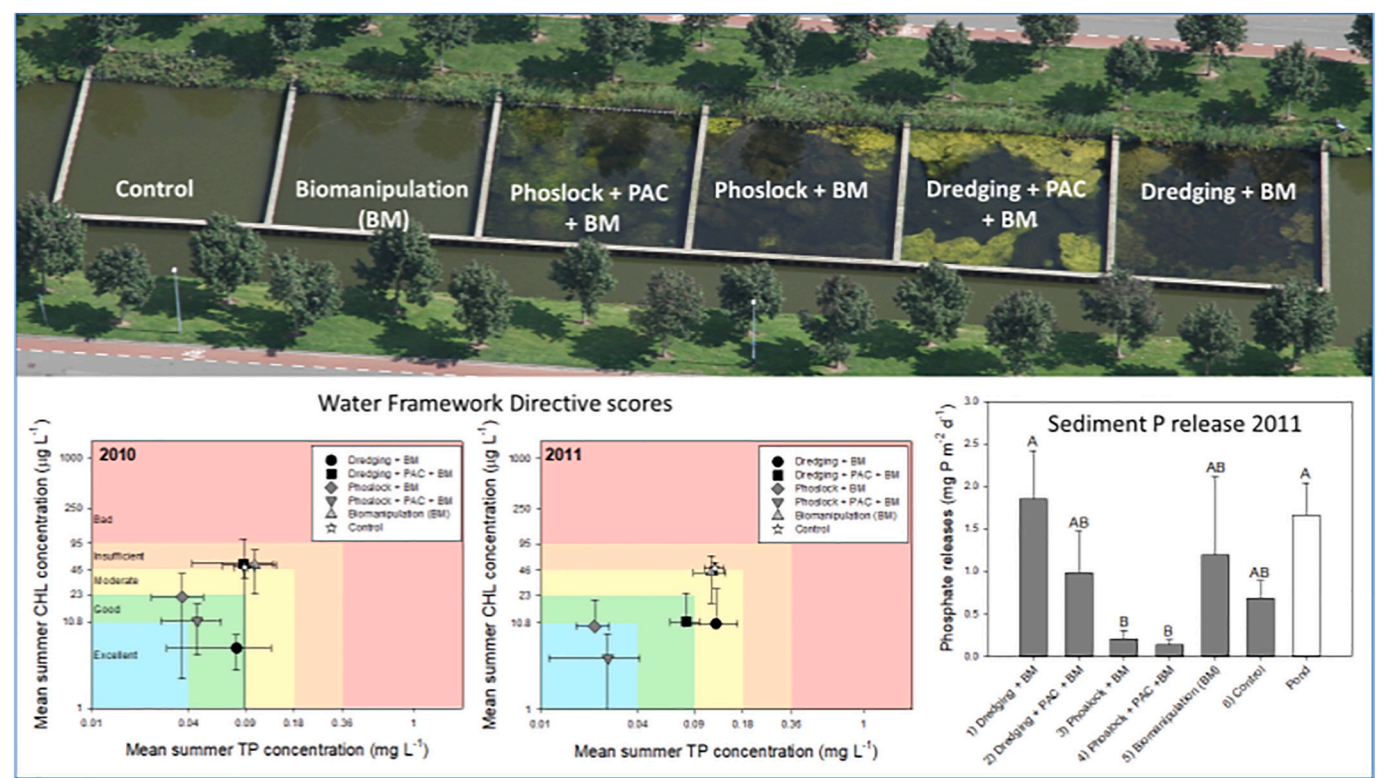 Control
Biomanipulation
(BM)
Phoslock + PAC
+ BM
Phoslock + BM
Dredging + PAC
+ BM
Dredging + BM
Water Framework Directive scores
Mean summer CHL concentration (µg L-1)
1000
250
95
45
23
10.8
1
2010
Bad
Insufficient
Moderate
Good
Excellent
Dredging + BM
Dredging + PAC + BM
Phoslock + BM
Phoslock + PAC + BM
Biomanipulation (BM)
Control
0.01
0.04
0.09
0.18
0.36
1
Mean summer TP concentration (mg L-1)
Mean summer CHL concentration (µg L-1)
1000
250
95
45
23
10.8
1
2011
Dredging + BM
Dredging + PAC + BM
Phoslock + BM
Phoslock + PAC + BM
Biomanipulation (BM)
Control
0.01
0.04
0.09
0.18
0.36
1
Mean summer TP concentration (mg L-1)
Sediment P release 2011
Phosphate releases (mg P m-2 d-1)
3.0
2.5
2.0
1.5
1.0
0.5
0.0
A
AB
B
B
AB
AB
A
1) Dredging + BM
2) Dredging + PAC + BM
3) Phoslock + BM
4) Phoslock + PAC +BM
5) Biomanipulation (BM)
0) Control
Pond